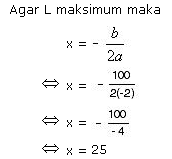 Agar L maksimum maka
x = - b/2a
⇔ x = - 100/2(-2)
⇔ x = - 100/-4
⇔ x = 25